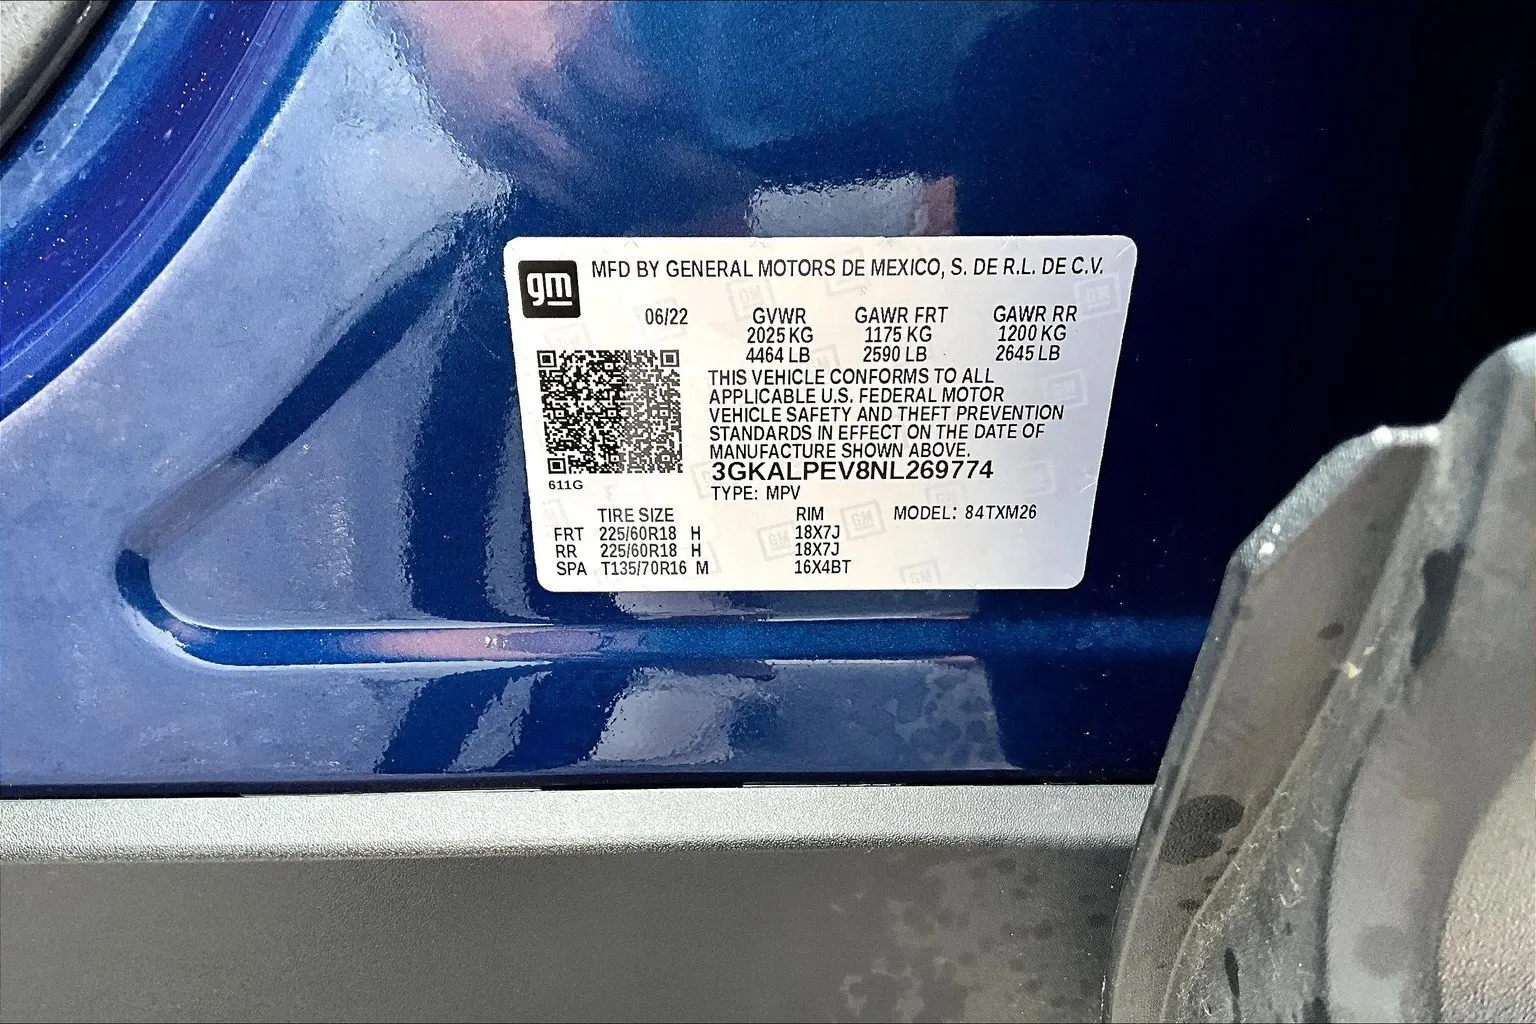 gm
MFD BY GENERAL MOTORS DE MEXICO, S. DE R.L. DE C.V.
06/22 GVWR GAWR FRT GAWR RR
2025 KG 1175 KG 1200 KG
4464 LB 2590 LB 2645 LB
THIS VEHICLE CONFORMS TO ALL
APPLICABLE U.S. FEDERAL MOTOR
VEHICLE SAFETY AND THEFT PREVENTION
STANDARDS IN EFFECT ON THE DATE OF
MANUFACTURE SHOWN ABOVE.
3GKALPEV8NL269774
611G
TYPE: MPV
TIRE SIZE RIM MODEL: 84TXM26
FRT 225/60R18 H 18X7J
RR 225/60R18 H 18X7J
SPA T135/70R16 M 16X4BT